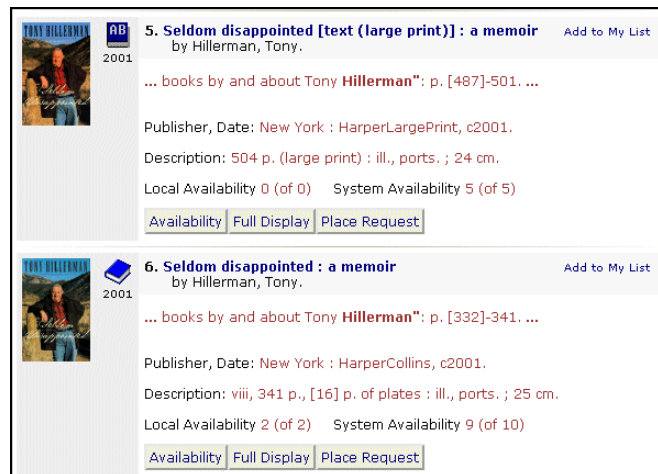 TONY HILLERMAN
Seldom
Disappointed
AB
2001
5. Seldom disappointed [text (large print)] : a memoir
Add to My List
by Hillerman, Tony.
... books by and about Tony Hillerman": p. [487]-501. ...
Publisher, Date: New York : HarperLargePrint, c2001.
Description: 504 p. (large print) : ill., ports. ; 24 cm.
Local Availability 0 (of 0) System Availability 5 (of 5)
Availability Full Display Place Request
TONY HILLERMAN
Seldom
Disappointed
2001
6. Seldom disappointed : a memoir
Add to My List
by Hillerman, Tony.
... books by and about Tony Hillerman": p. [332]-341. ...
Publisher, Date: New York : HarperCollins, c2001.
Description: viii, 341 p., [16] p. of plates : ill., ports. ; 25 cm.
Local Availability 2 (of 2) System Availability 9 (of 10)
Availability Full Display Place Request